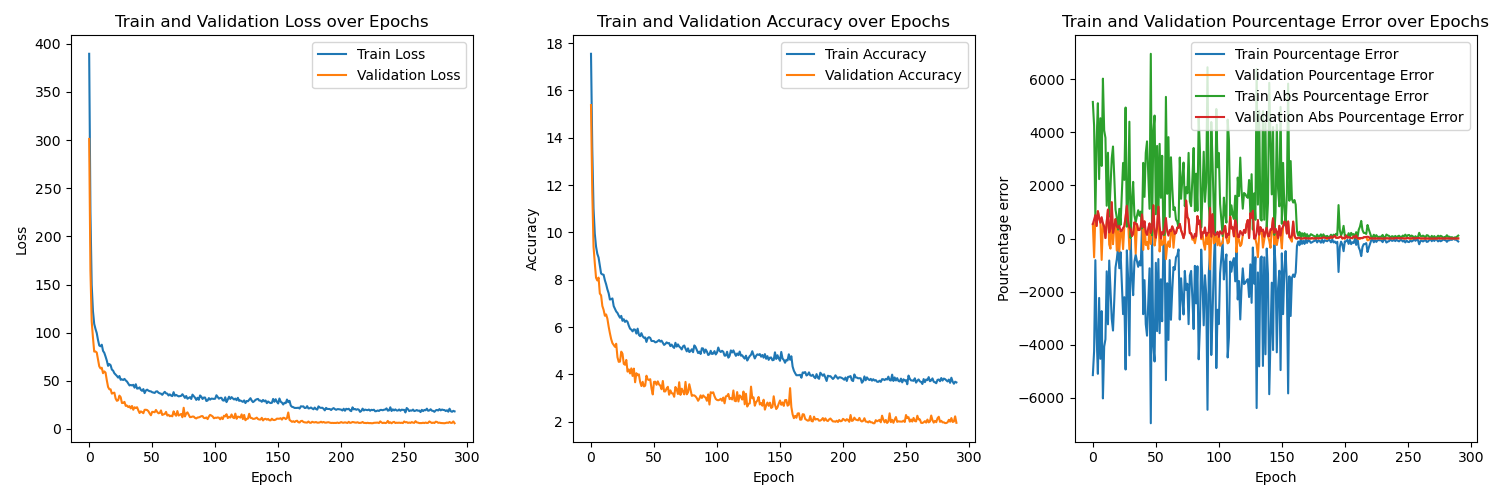 Train and Validation Loss over Epochs
Loss
400
350
300
250
200
150
100
50
0
Train Loss
Validation Loss
0 50 100 150 200 250 300
Epoch
Train and Validation Accuracy over Epochs
Accuracy
18
16
14
12
10
8
6
4
2
Train Accuracy
Validation Accuracy
0 50 100 150 200 250 300
Epoch
Train and Validation Pourcentage Error over Epochs
Pourcentage error
6000
4000
2000
0
−2000
−4000
−6000
Train Pourcentage Error
Validation Pourcentage Error
Train Abs Pourcentage Error
Validation Abs Pourcentage Error
0 50 100 150 200 250 300
Epoch